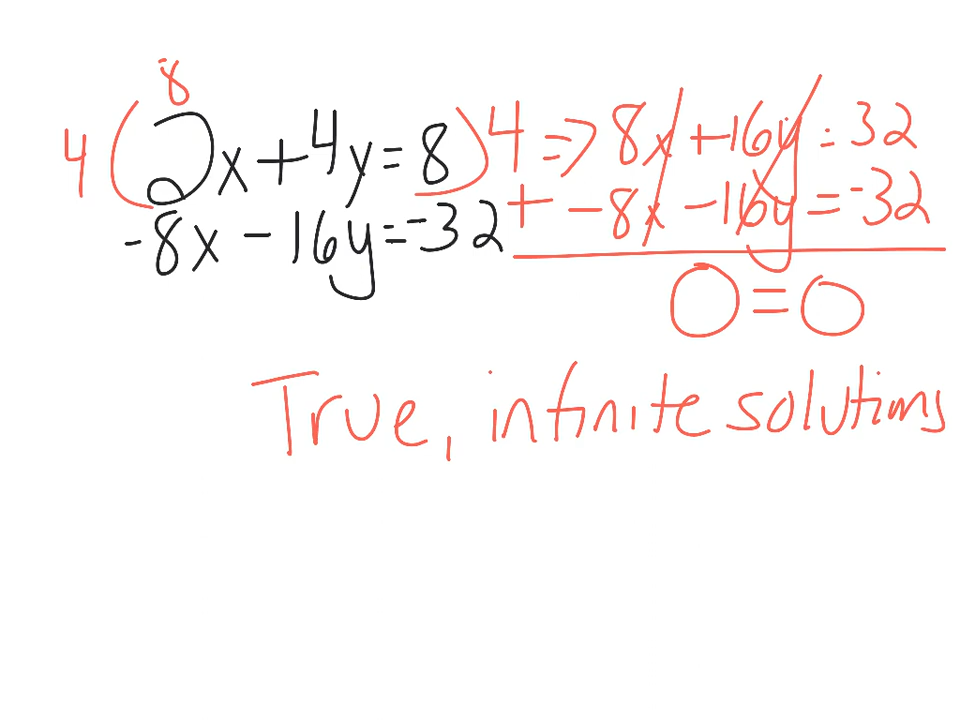 8
4(2x+4y=8)4 => 8x+16y=32
-8x-16y=-32 + -8x-16y=-32
0=0
True, infinite solutions